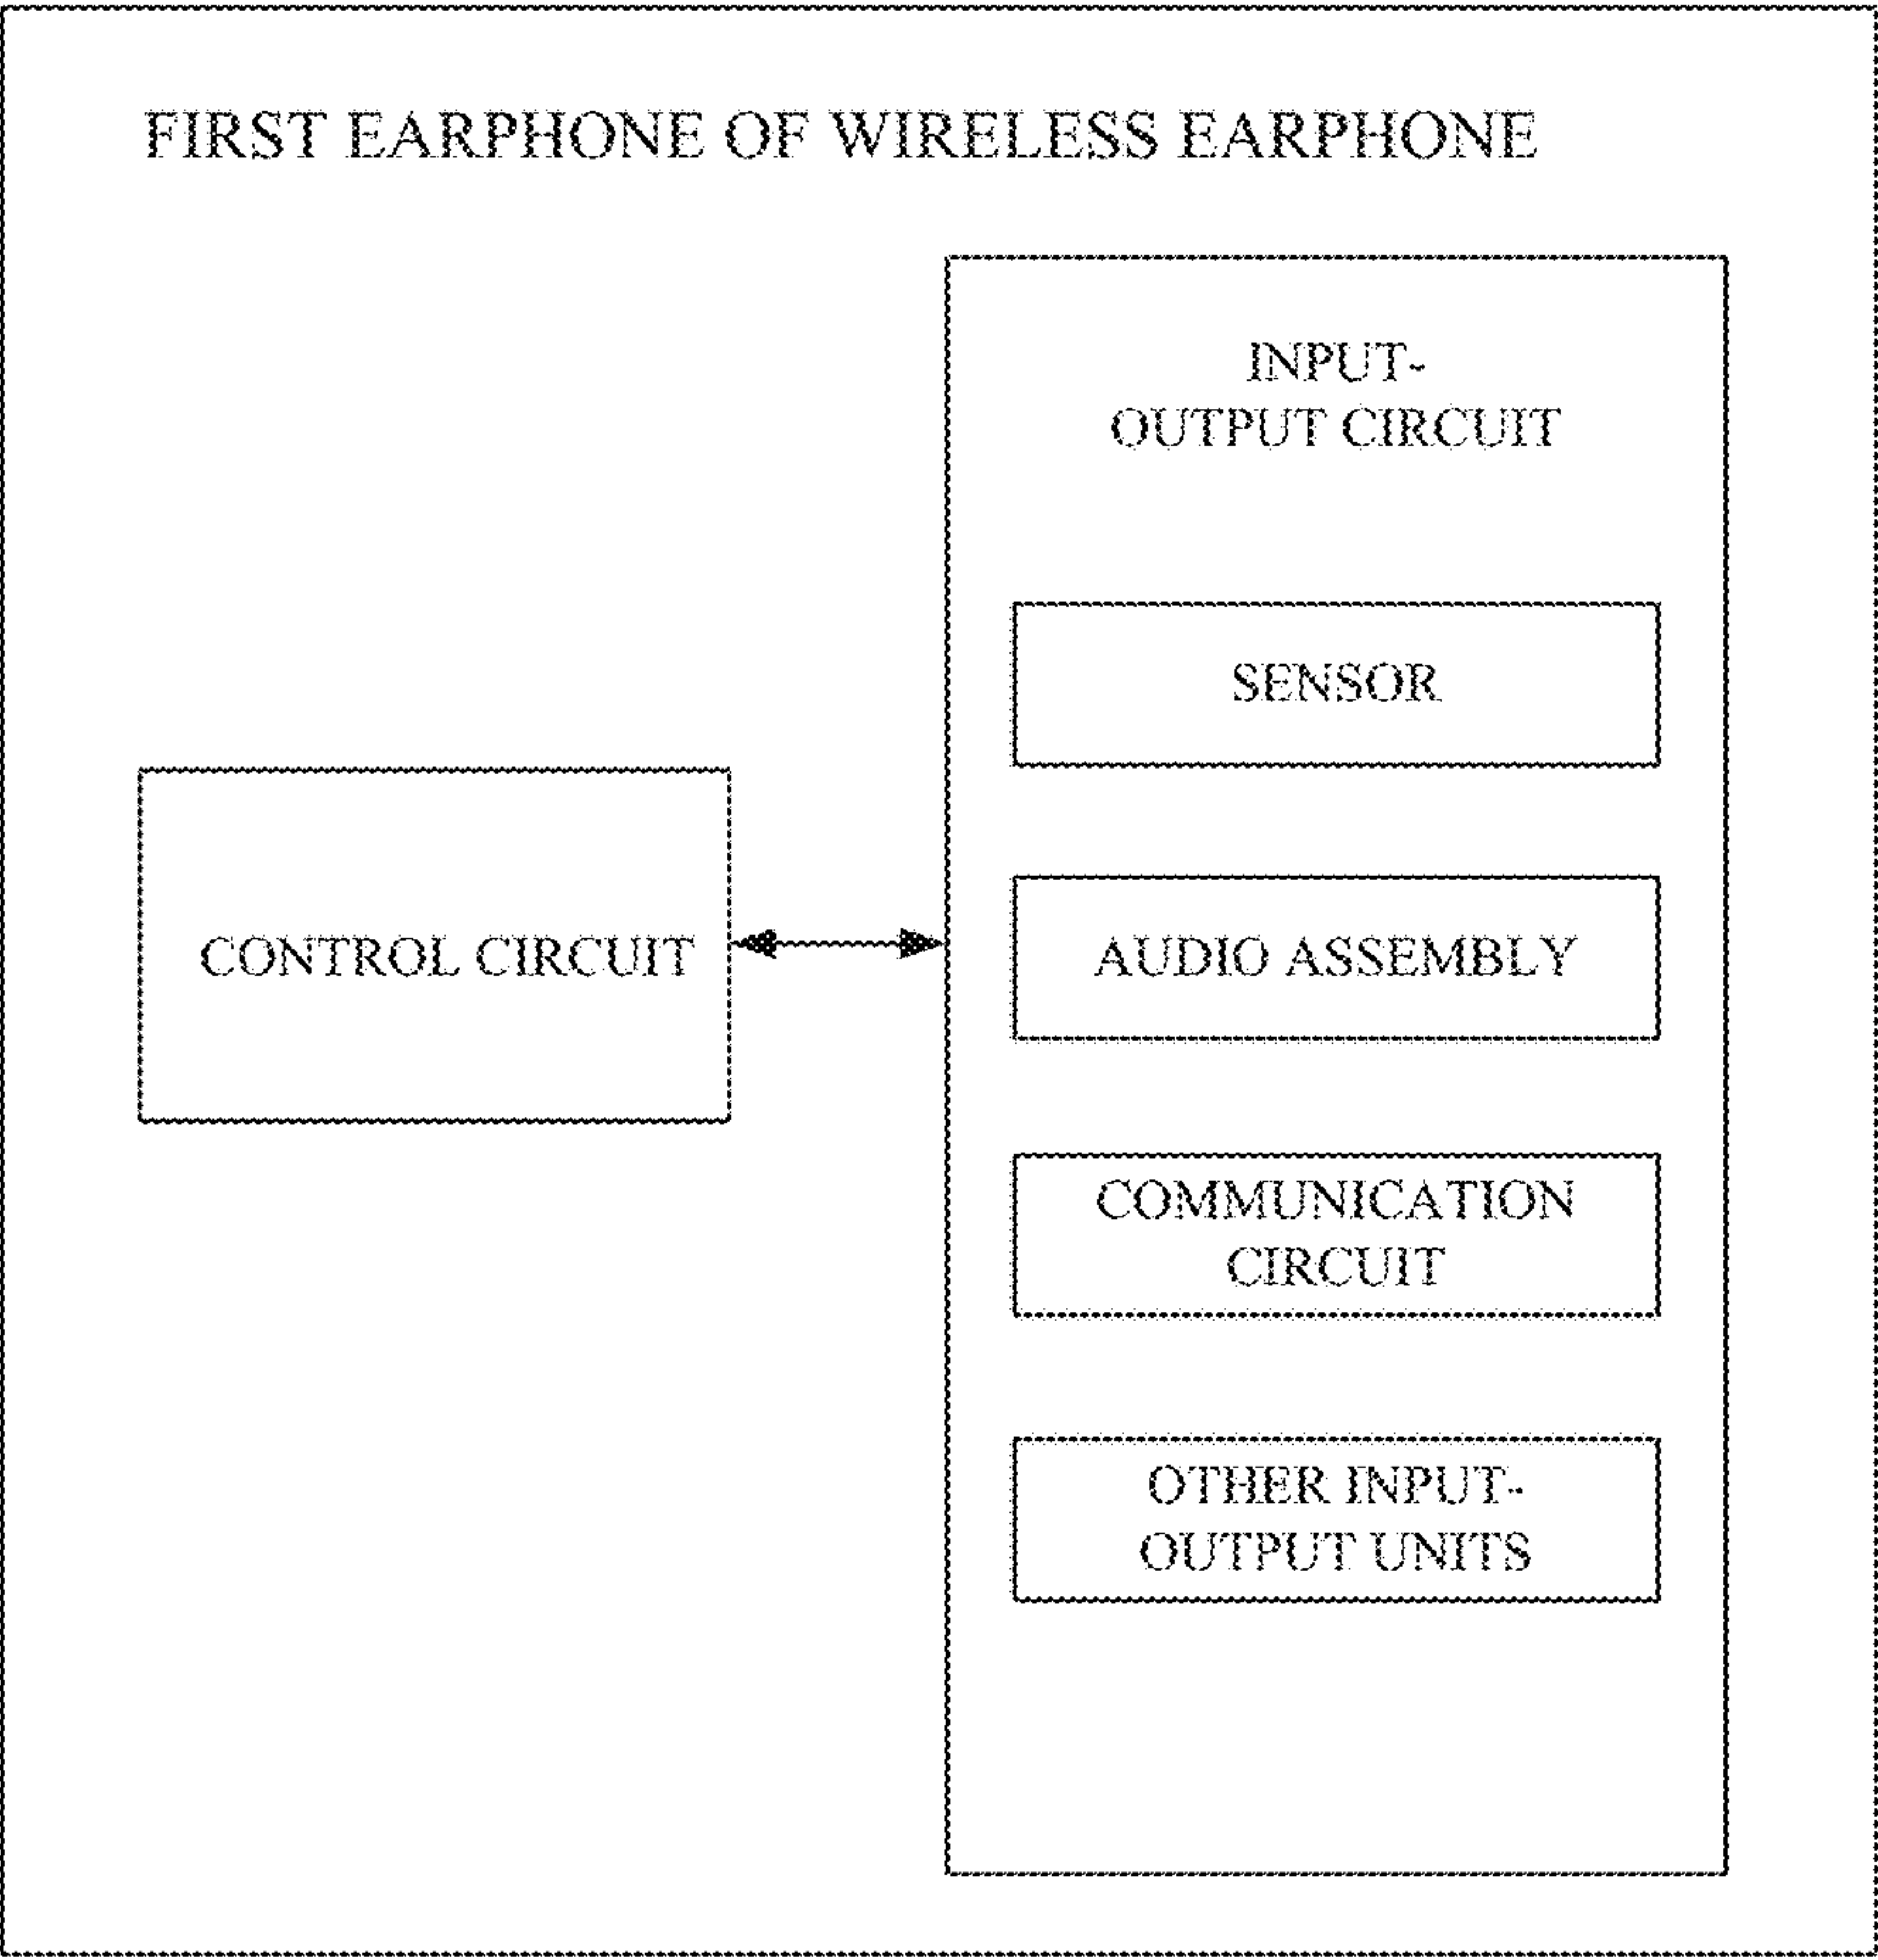 FIRST EARPHONE OF WIRELESS EARPHONE
INPUT-
OUTPUT CIRCUIT
SENSOR
CONTROL CIRCUIT
AUDIO ASSEMBLY
COMMUNICATION
CIRCUIT
OTHER INPUT-
OUTPUT UNITS